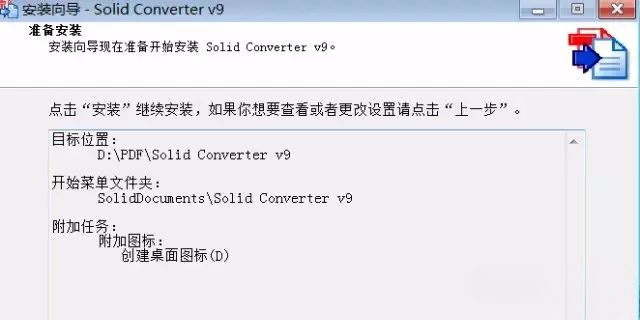 安装向导 - Solid Converter v9
准备安装
安装向导现在准备开始安装 Solid Converter v9。
点击“安装”继续安装，如果你想要查看或者更改设置请点击“上一步”。
目标位置：
D:\PDF\Solid Converter v9
开始菜单文件夹：
SolidDocuments\Solid Converter v9
附加任务：
附加图标：
创建桌面图标(D)